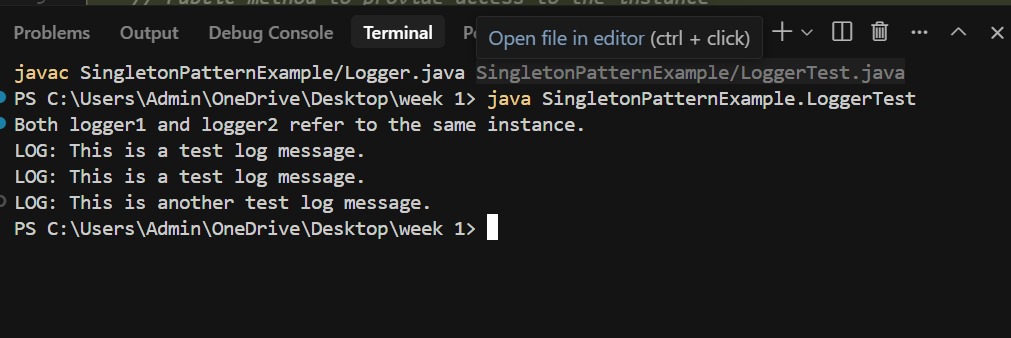 // Public method to provide access to the instance
Problems Output Debug Console Terminal
Open file in editor (ctrl + click)
javac SingletonPatternExample/Logger.java SingletonPatternExample/LoggerTest.java
PS C:\Users\Admin\OneDrive\Desktop\week 1> java SingletonPatternExample.LoggerTest
Both logger1 and logger2 refer to the same instance.
LOG: This is a test log message.
LOG: This is a test log message.
LOG: This is another test log message.
PS C:\Users\Admin\OneDrive\Desktop\week 1>